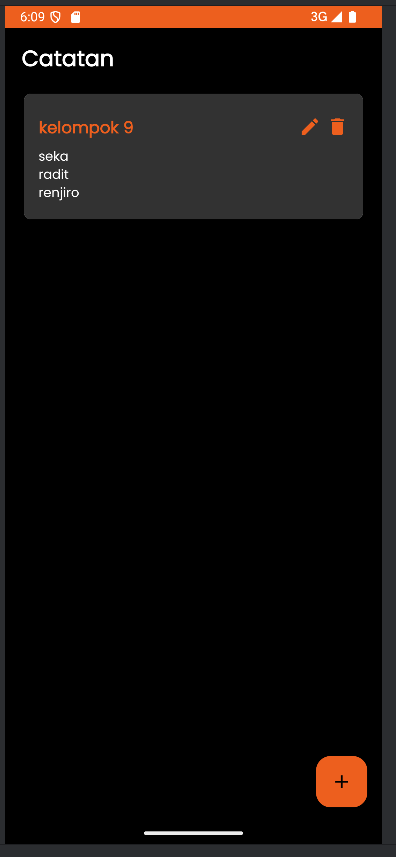 6:09
3G
Catatan
kelompok 9
seka
radit
renjiro
+